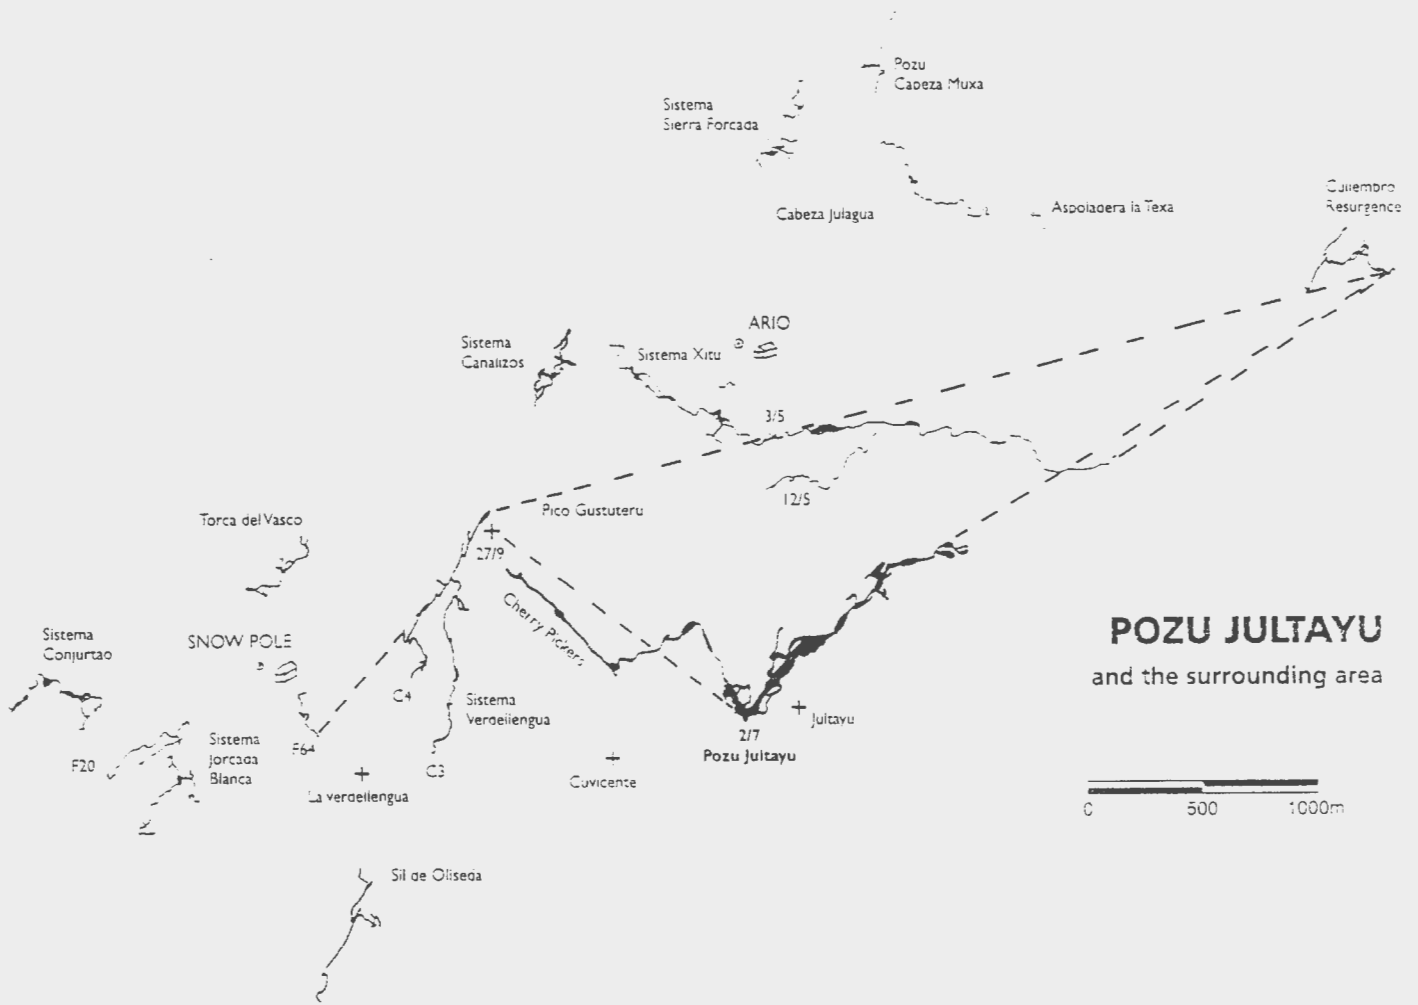 Pozu
Cabeza Muxa
Sistema
Sierra Forcada
Culiembro
Resurgence
Cabeza Julagua
Aspoladera la Texa
ARIO
Sistema
Canalizos
Sistema Xitu
3/5
12/5
Pico Gustuteru
Torca del Vasco
27/9
Cherry Pickers
POZU JULTAYU
and the surrounding area
Sistema
Conjurtao
SNOW POLE
C4
Sistema
Verdellengua
Jultayu
2/7
Pozu Jultayu
F64
Sistema
Jorcada
Blanca
F20
C3
La Verdellengua
Cuvicente
0 500 1000m
Sil de Oliseda